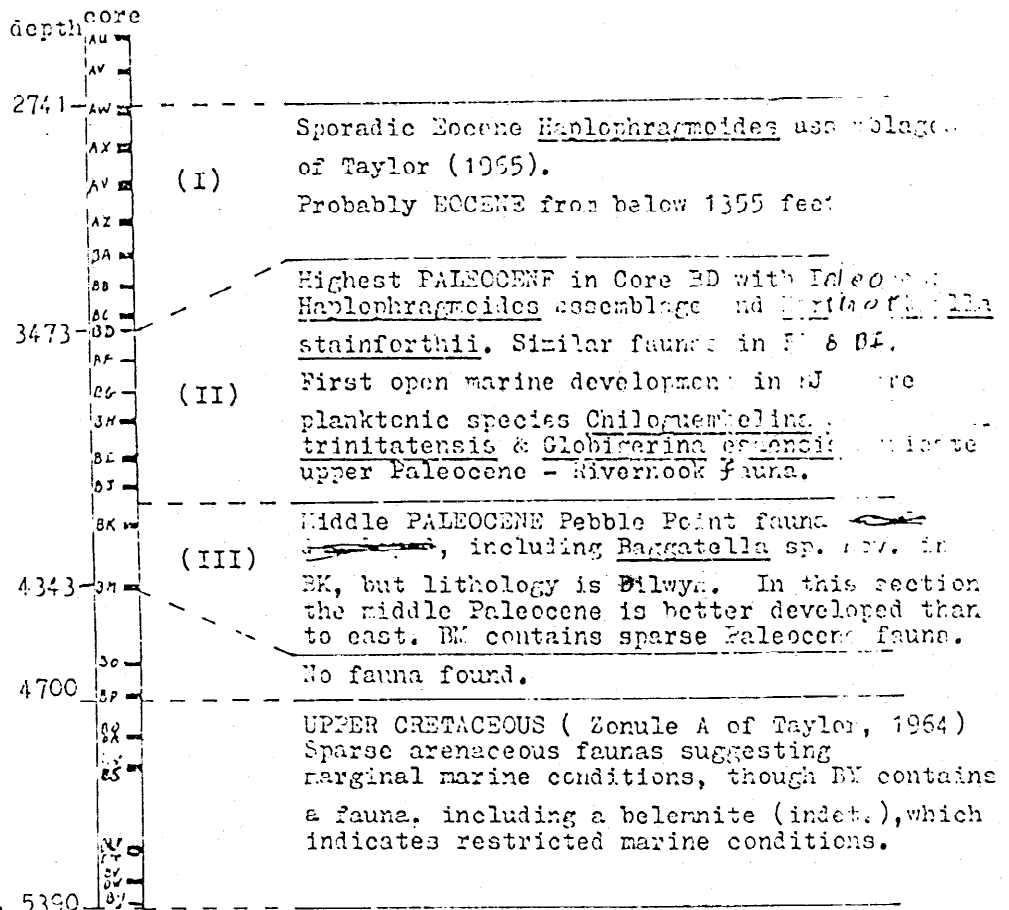 depth core
AU
AV
2741 AW
Sporadic Eocene Haplophragmoides
AX
of Taylor (1965).
AV (I)
Probably EOCENE from below 1355 feet
AZ
BA
Highest PALEOCENE in Core BD with
BB
Haplophragmoides assemblage
BC
3473 BD
stainforthii. Similar faunas in & BF.
BF
First open marine development in
BG (II)
planktonic species Chiloguembelina
BH
trinitatensis & Globigerina
upper Paleocene - Rivernook fauna.
BI
BJ
Middle PALEOCENE Pebble Point fauna
BK
, including Baggatella sp. nov. in
(III)
BK, but lithology is Dilwyn. In this section
4343 BM
the middle Paleocene is better developed than
to east. BM contains sparse Paleocene fauna.
BO
No fauna found.
4700 BP
UPPER CRETACEOUS ( Zonule A of Taylor, 1964)
Sparse arenaceous faunas suggesting
marginal marine conditions, though contains
BS
a fauna. including a belemnite (indet.),which
indicates restricted marine conditions.
5390